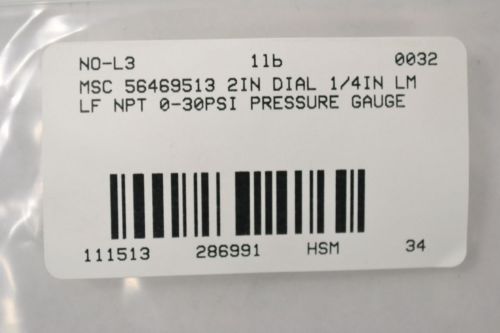 NO-L3 11b 0032
MSC 56469513 2IN DIAL 1/4IN LM
LF NPT 0-30PSI PRESSURE GAUGE
111513 286991 HSM 34